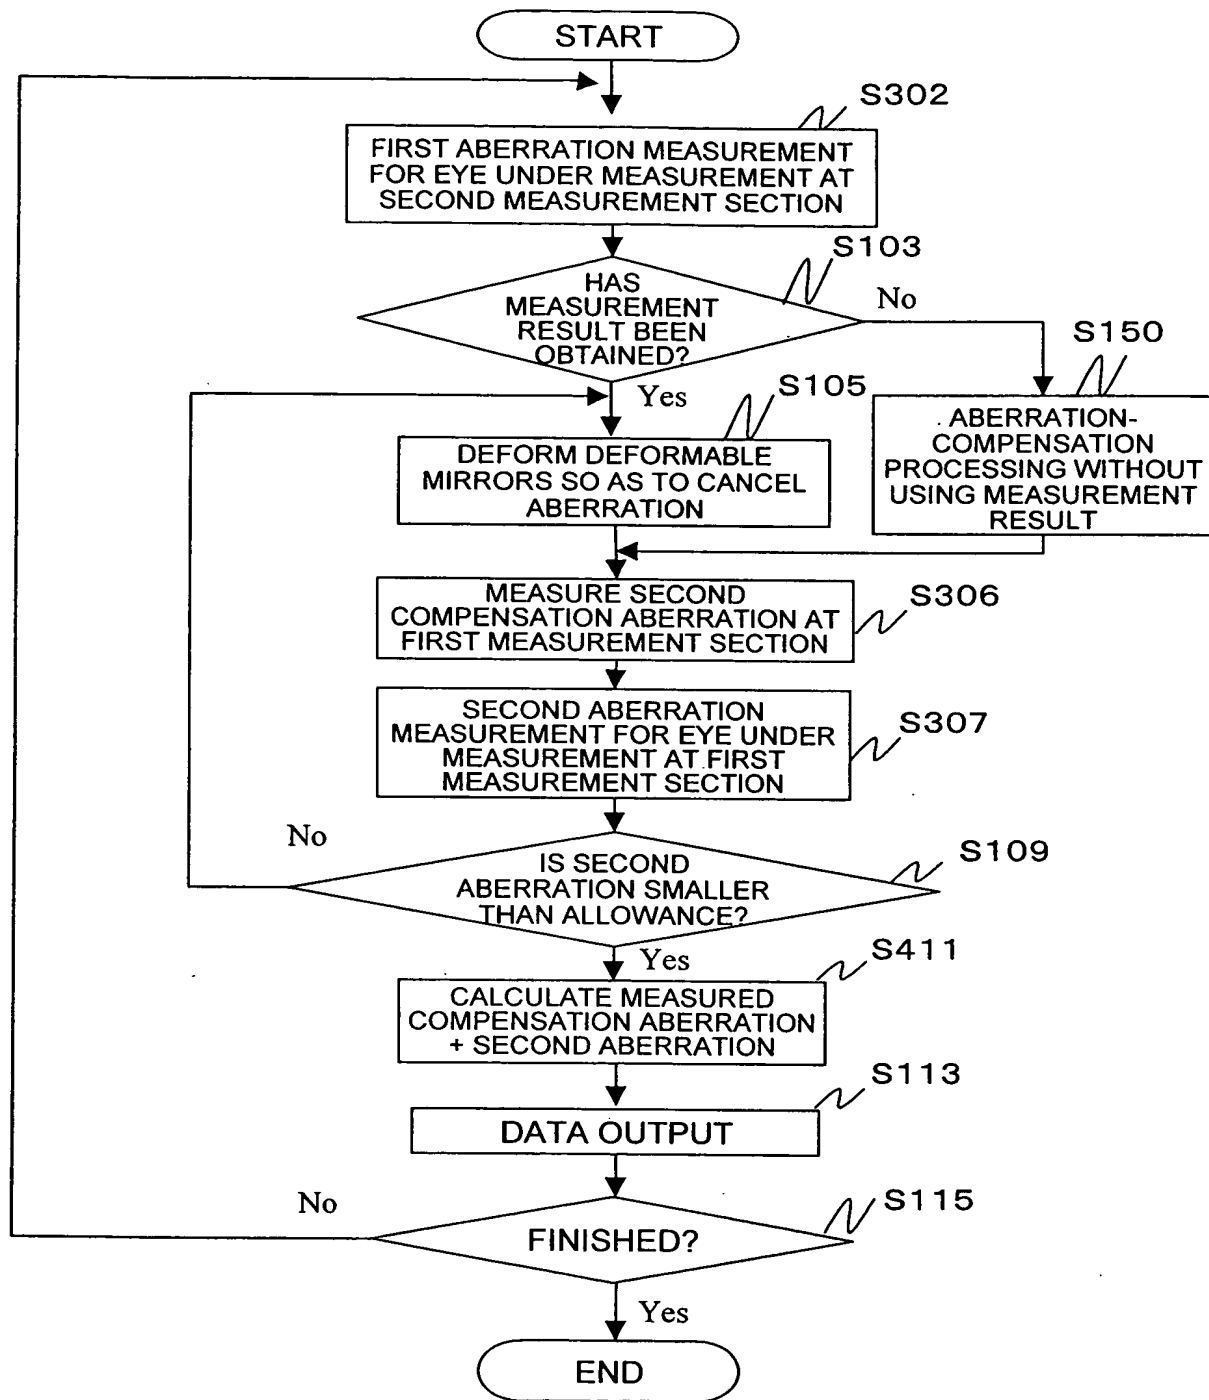 START
S302
FIRST ABERRATION MEASUREMENT
FOR EYE UNDER MEASUREMENT AT
SECOND MEASUREMENT SECTION
S103
HAS
MEASUREMENT
RESULT BEEN
OBTAINED?
No
Yes
S150
ABERRATION-
COMPENSATION
PROCESSING WITHOUT
USING MEASUREMENT
RESULT
S105
DEFORM DEFORMABLE
MIRRORS SO AS TO CANCEL
ABERRATION
MEASURE SECOND
COMPENSATION ABERRATION AT
FIRST MEASUREMENT SECTION
S306
SECOND ABERRATION
MEASUREMENT FOR EYE UNDER
MEASUREMENT AT FIRST
MEASUREMENT SECTION
S307
No
IS SECOND
ABERRATION SMALLER
THAN ALLOWANCE?
S109
Yes
S411
CALCULATE MEASURED
COMPENSATION ABERRATION
+ SECOND ABERRATION
S113
DATA OUTPUT
No
FINISHED?
S115
Yes
END